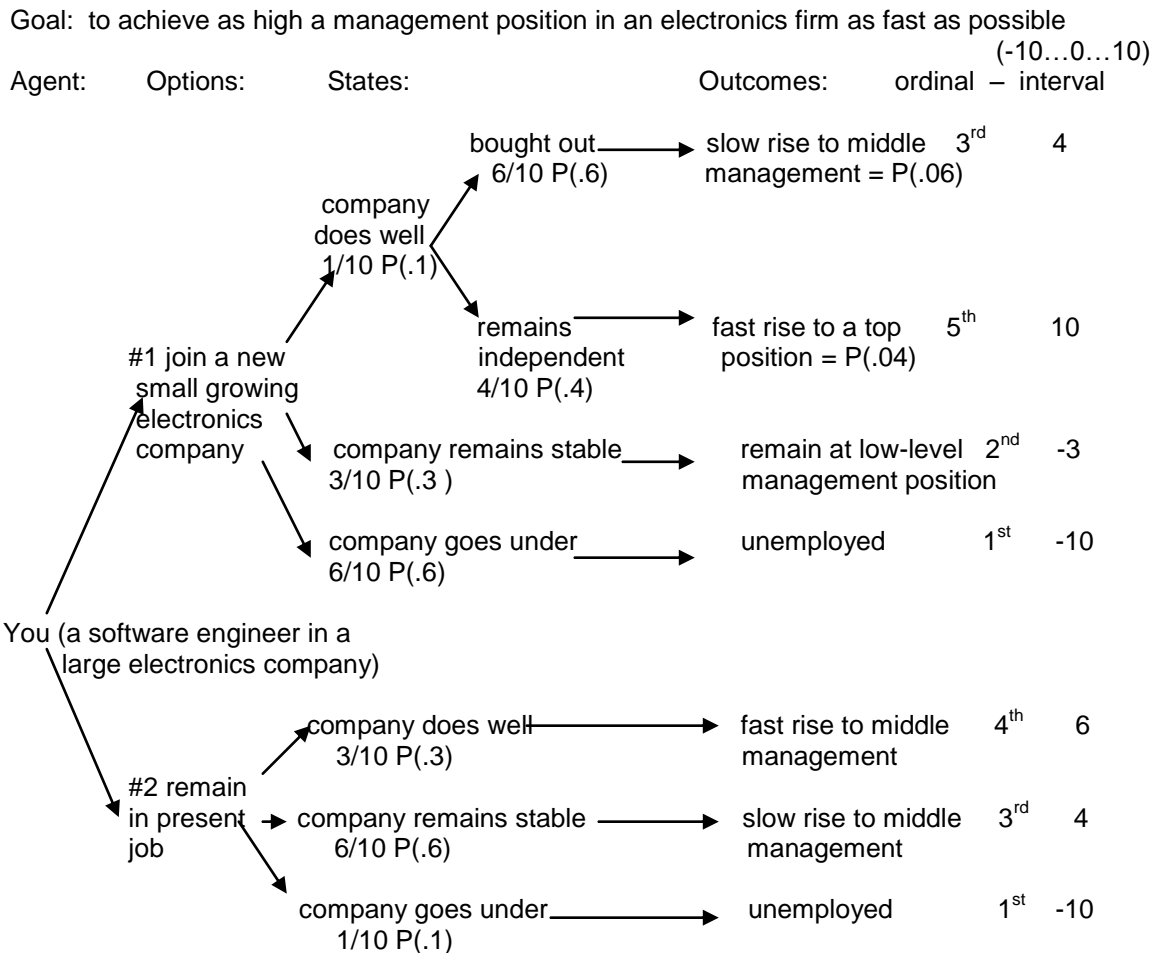 Goal: to achieve as high a management position in an electronics firm as fast as possible
(-10…0…10)
Agent: Options: States: Outcomes: ordinal – interval
bought out slow rise to middle 3rd 4
6/10 P(.6) management = P(.06)
company
does well
1/10 P(.1)
remains fast rise to a top 5th 10
independent position = P(.04)
4/10 P(.4)
#1 join a new
small growing
electronics
company
company remains stable remain at low-level 2nd -3
3/10 P(.3 ) management position
company goes under unemployed 1st -10
6/10 P(.6)
You (a software engineer in a
large electronics company)
company does well fast rise to middle 4th 6
3/10 P(.3) management
#2 remain
in present
job
company remains stable slow rise to middle 3rd 4
6/10 P(.6) management
company goes under unemployed 1st -10
1/10 P(.1)